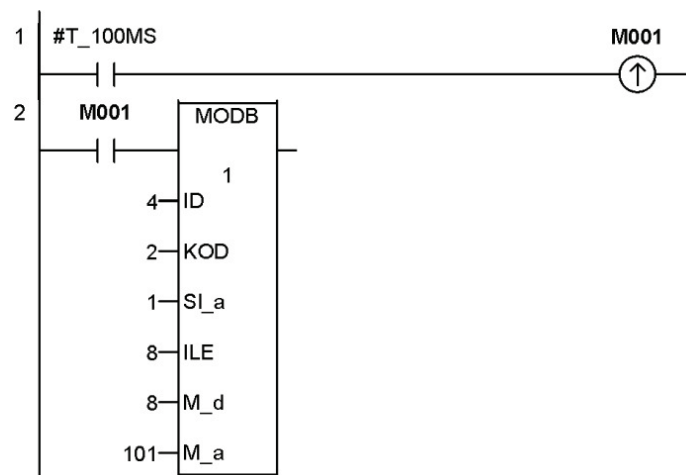 1 #T_100MS M001
2 M001 MODB
1
4 ID
2 KOD
1 SI_a
8 ILE
8 M_d
101 M_a